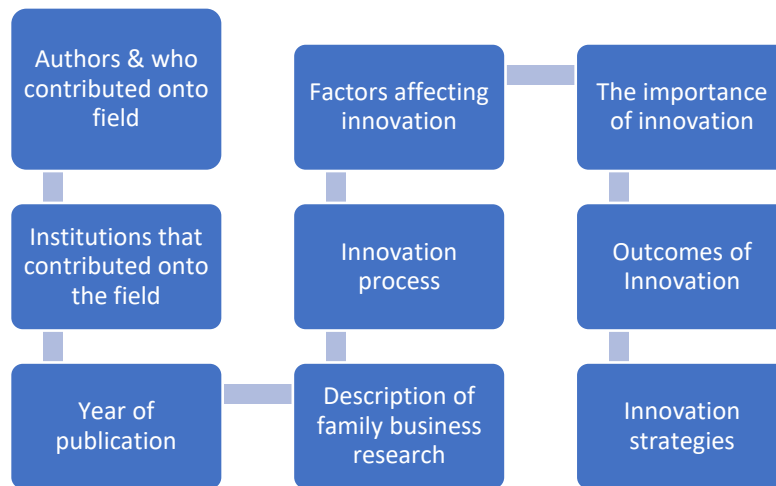 Authors & who
contributed onto
field
Institutions that
contributed onto
the field
Year of
publication
Description of
family business
research
Innovation
process
Factors affecting
innovation
The importance
of innovation
Outcomes of
Innovation
Innovation
strategies